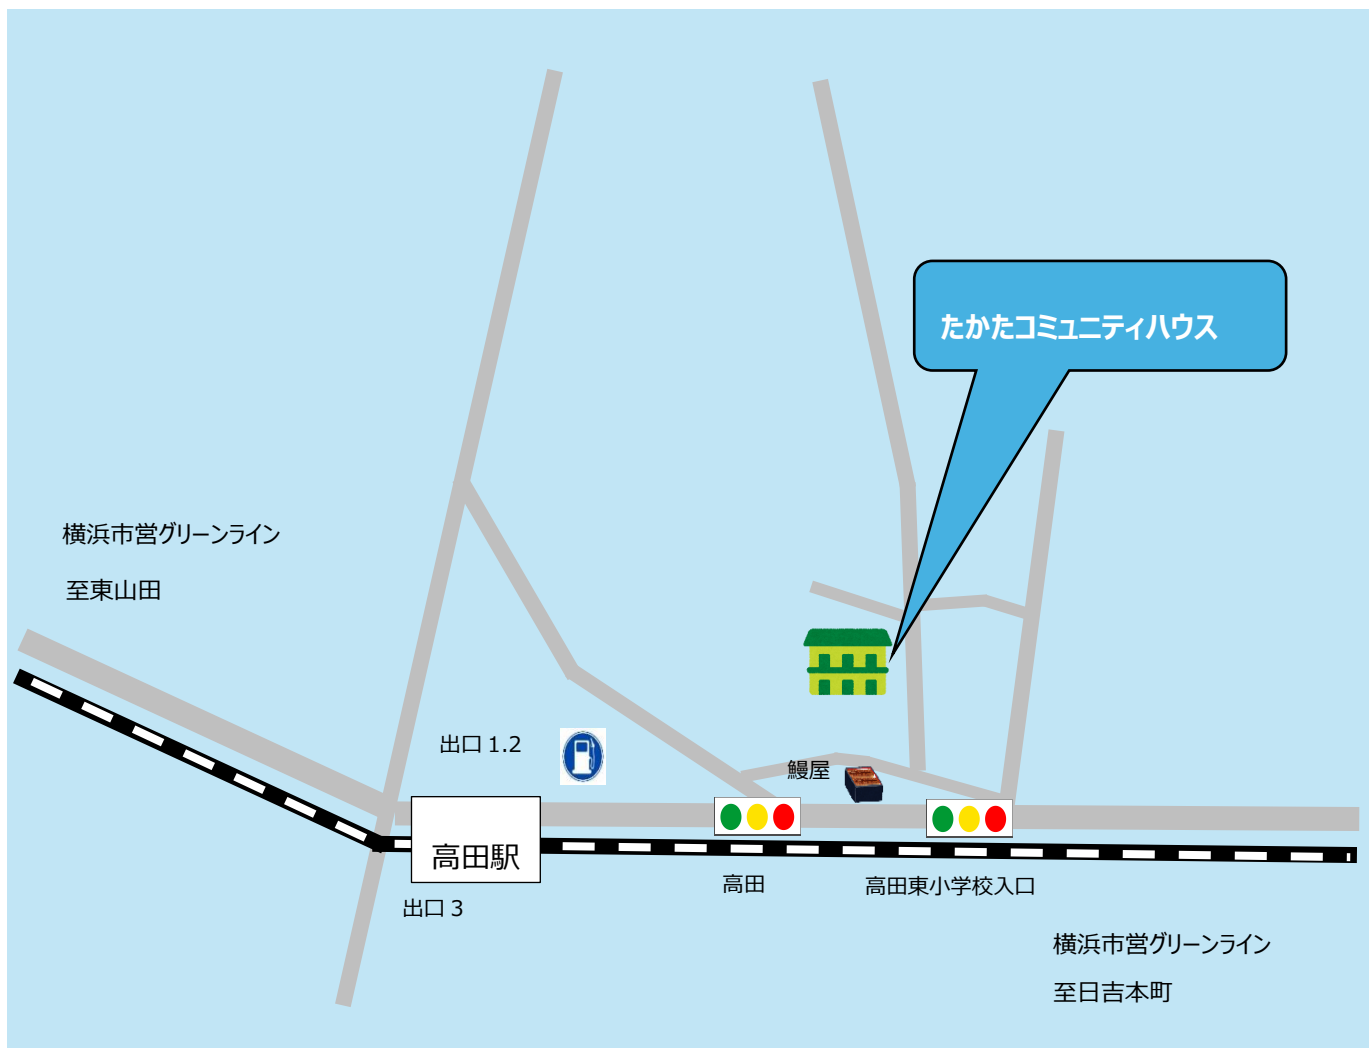 たかたコミュニティハウス
横浜市営グリーンライン
至東山田
出口 1.2
鰻屋
高田駅
高田
高田東小学校入口
出口 3
横浜市営グリーンライン
至日吉本町